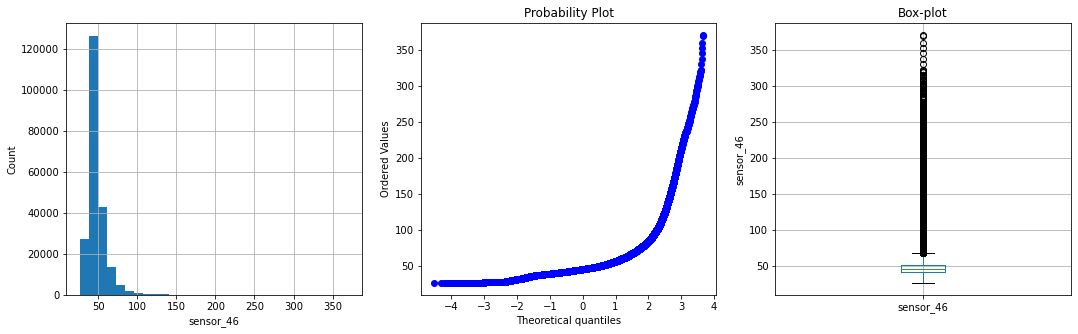 Count
120000
100000
80000
60000
40000
20000
0
50 100 150 200 250 300 350
sensor_46
Probability Plot
Ordered Values
350
300
250
200
150
100
50
−4 −3 −2 −1 0 1 2 3 4
Theoretical quantiles
Box-plot
sensor_46
350
300
250
200
150
100
50
sensor_46